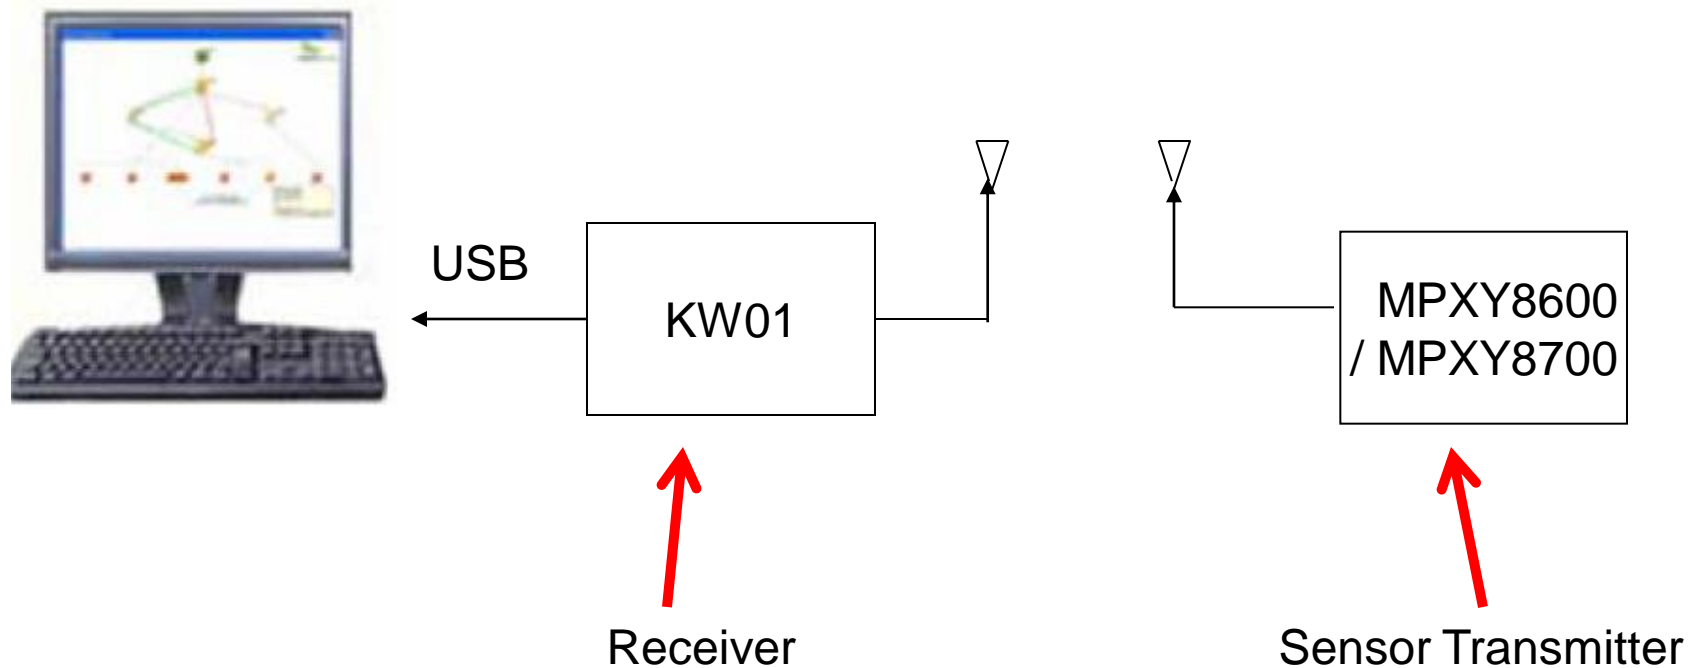 USB
KW01
MPXY8600
/ MPXY8700
Receiver
Sensor Transmitter